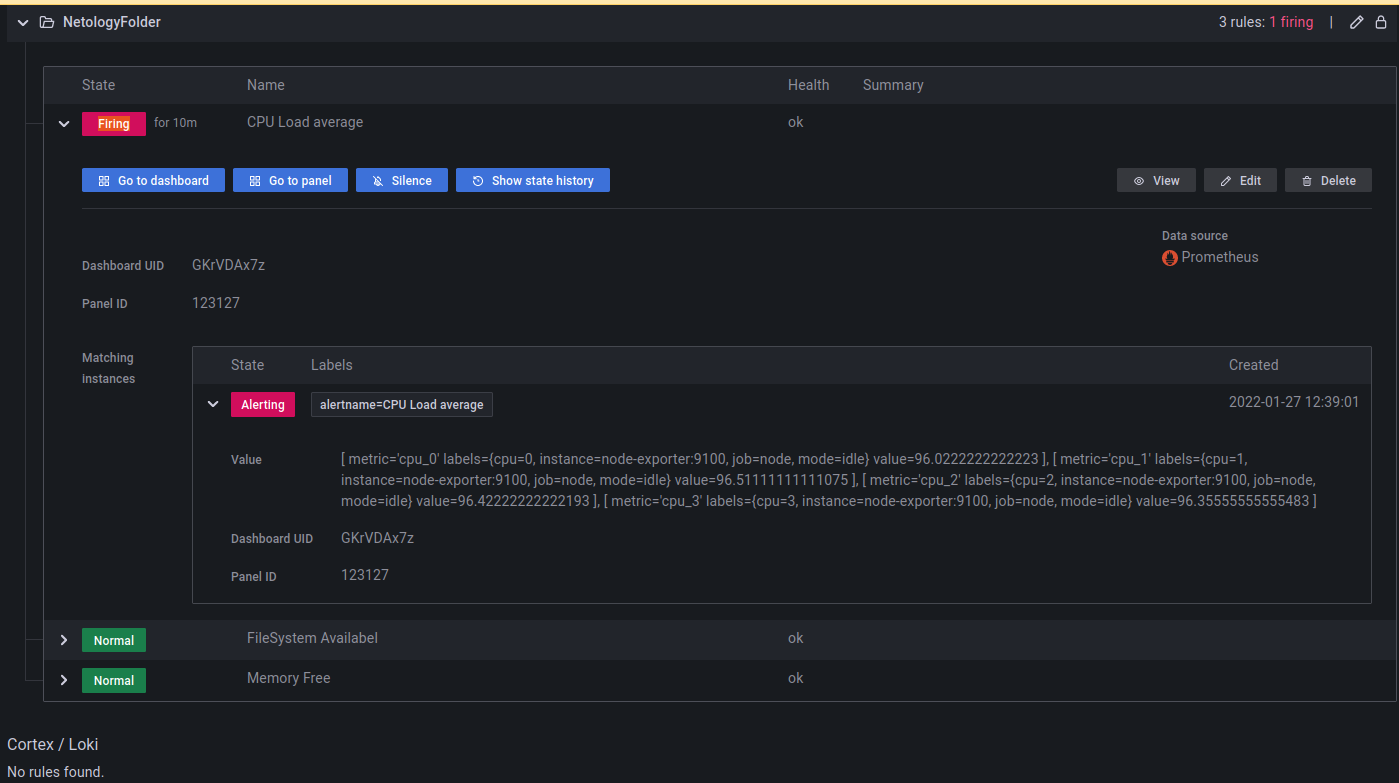 NetologyFolder 3 rules: 1 firing |
State Name Health Summary
Firing for 10m CPU Load average ok
Go to dashboard Go to panel Silence Show state history View Edit Delete
Data source
Dashboard UID GKrVDAx7z Prometheus
Panel ID 123127
Matching instances
State Labels Created
Alerting alertname=CPU Load average 2022-01-27 12:39:01
Value [ metric='cpu_0' labels={cpu=0, instance=node-exporter:9100, job=node, mode=idle} value=96.0222222222223 ], [ metric='cpu_1' labels={cpu=1,
instance=node-exporter:9100, job=node, mode=idle} value=96.51111111111075 ], [ metric='cpu_2' labels={cpu=2, instance=node-exporter:9100, job=node,
mode=idle} value=96.42222222222193 ], [ metric='cpu_3' labels={cpu=3, instance=node-exporter:9100, job=node, mode=idle} value=96.35555555555483 ]
Dashboard UID GKrVDAx7z
Panel ID 123127
Normal FileSystem Availabel ok
Normal Memory Free ok
Cortex / Loki
No rules found.